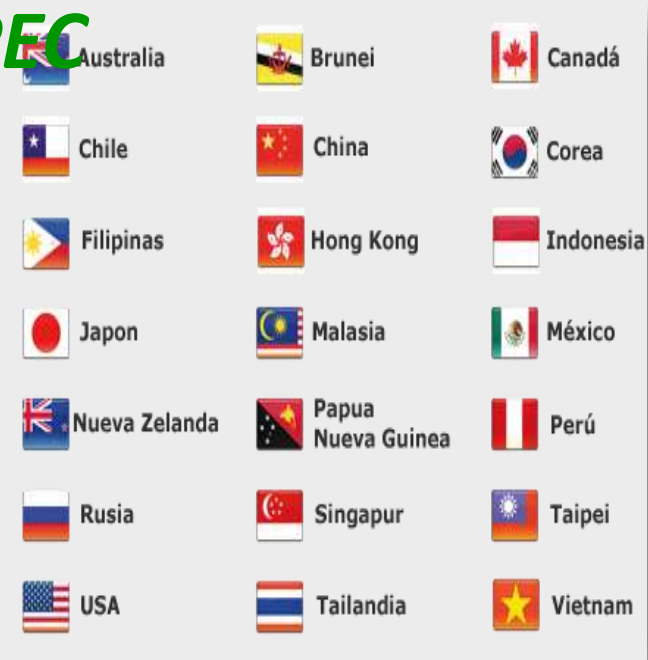 PEC
Australia
Brunei
Canadá
Chile
China
Corea
Filipinas
Hong Kong
Indonesia
Japon
Malasia
México
Nueva Zelanda
Papua
Nueva Guinea
Perú
Rusia
Singapur
Taipei
USA
Tailandia
Vietnam